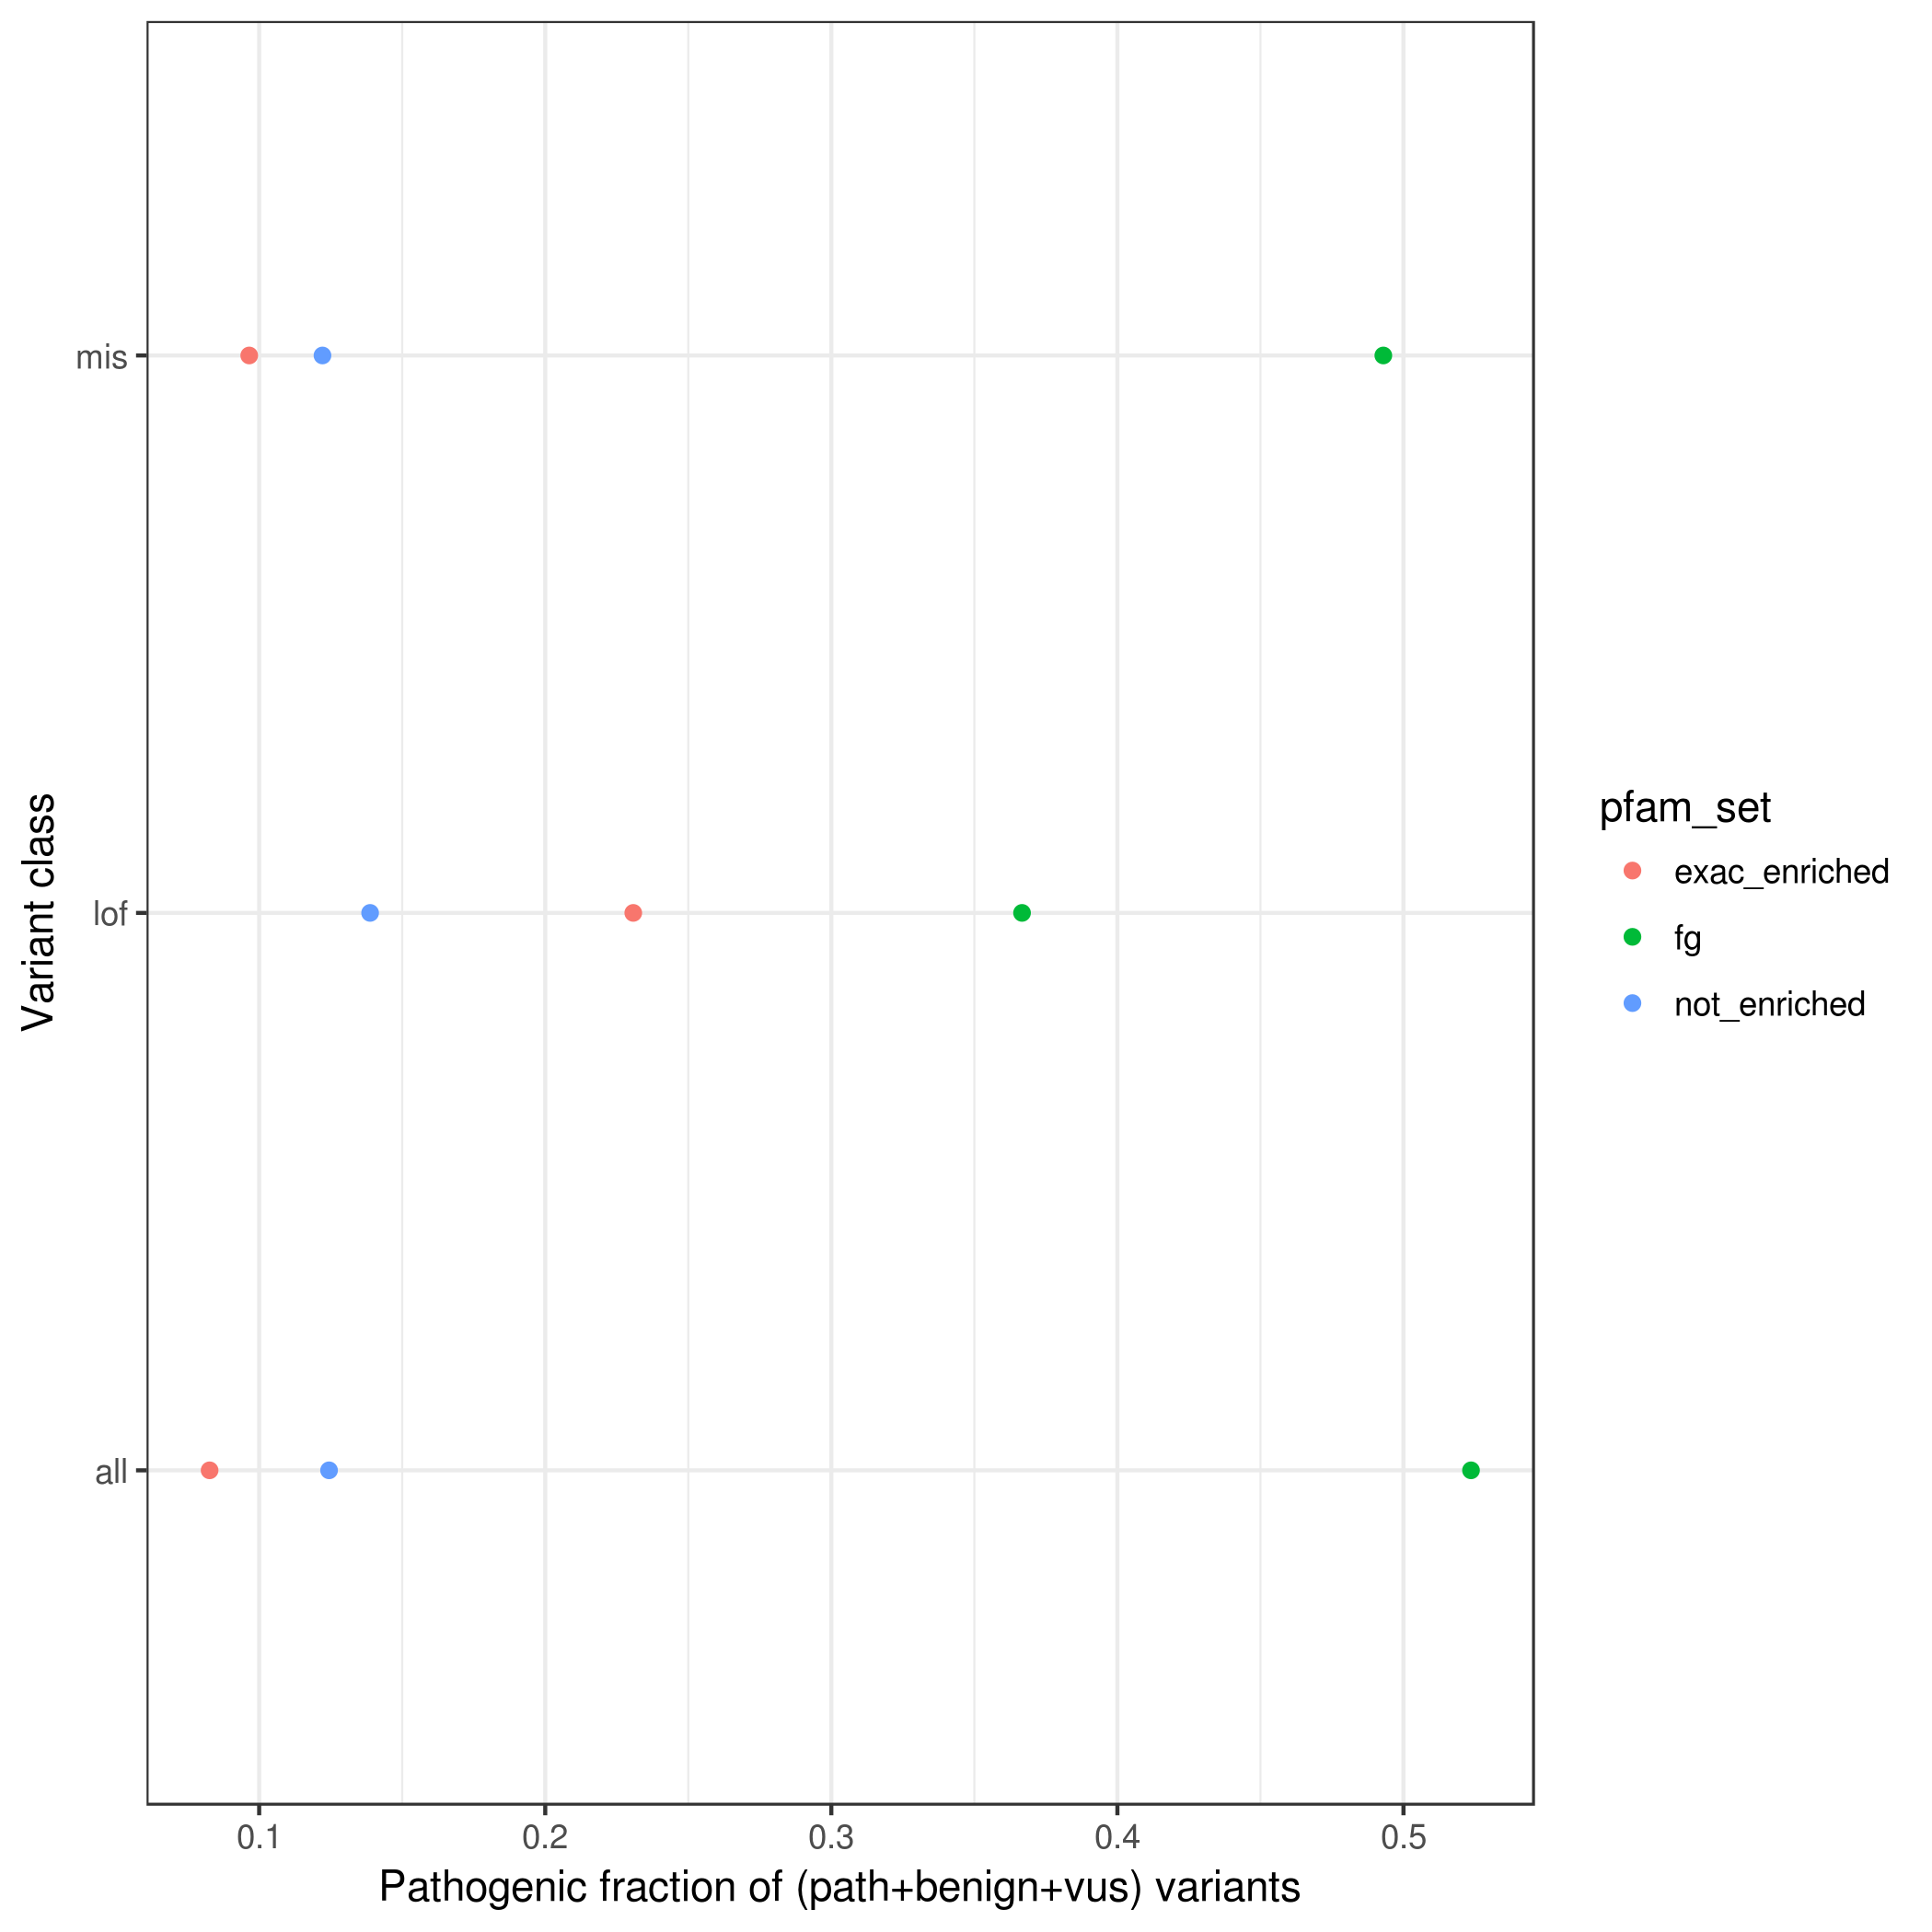 Variant class
mis
lof
all
0.1 0.2 0.3 0.4 0.5
Pathogenic fraction of (path+benign+vus) variants
pfam_set
exac_enriched
fg
not_enriched